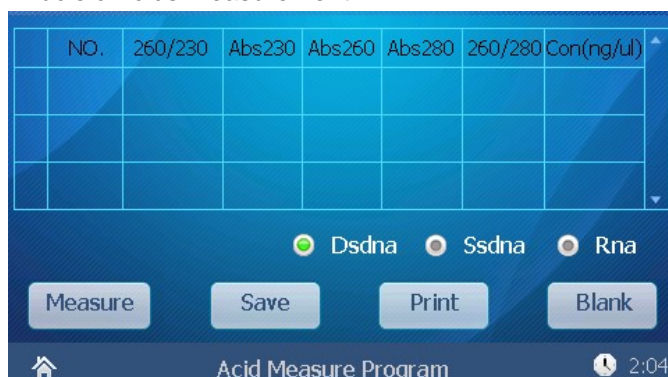 NO. 260/230 Abs230 Abs260 Abs280 260/280 Con(ng/ul)
Dsdna Ssdna Rna
Measure Save Print Blank
Acid Measure Program 2:04